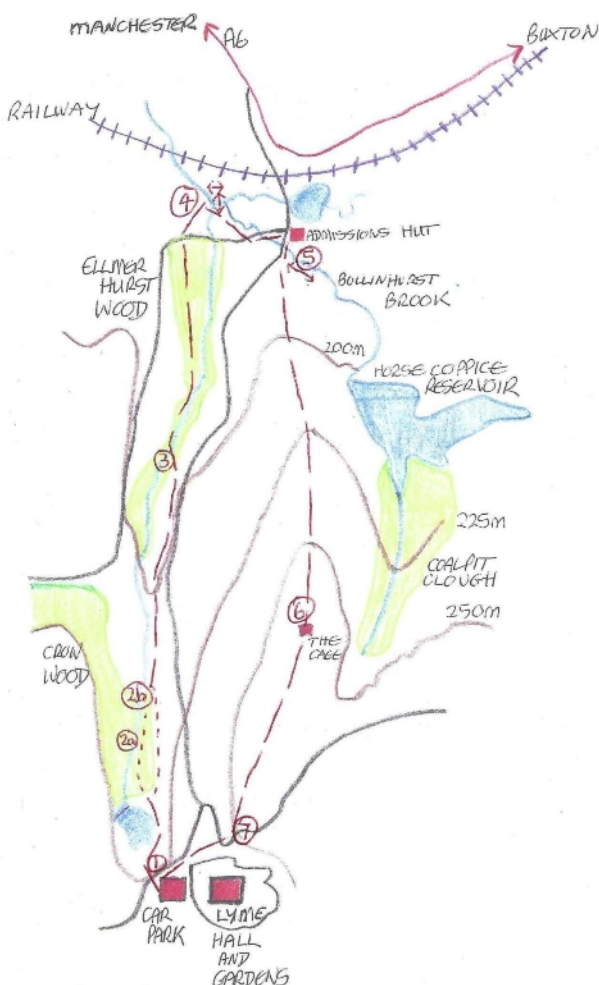 MANCHESTER
A6
BUXTON
RAILWAY
4
ADMISSIONS HUT
5
ELLMER
HURST
WOOD
BOLLINHURST
BROOK
200m
HORSE COPPICE
RESERVOIR
3
225m
COALPIT
CLOUGH
250m
6
THE
CAGE
CROW
WOOD
2b
2a
7
1
CAR
PARK
LYME
HALL
AND
GARDENS